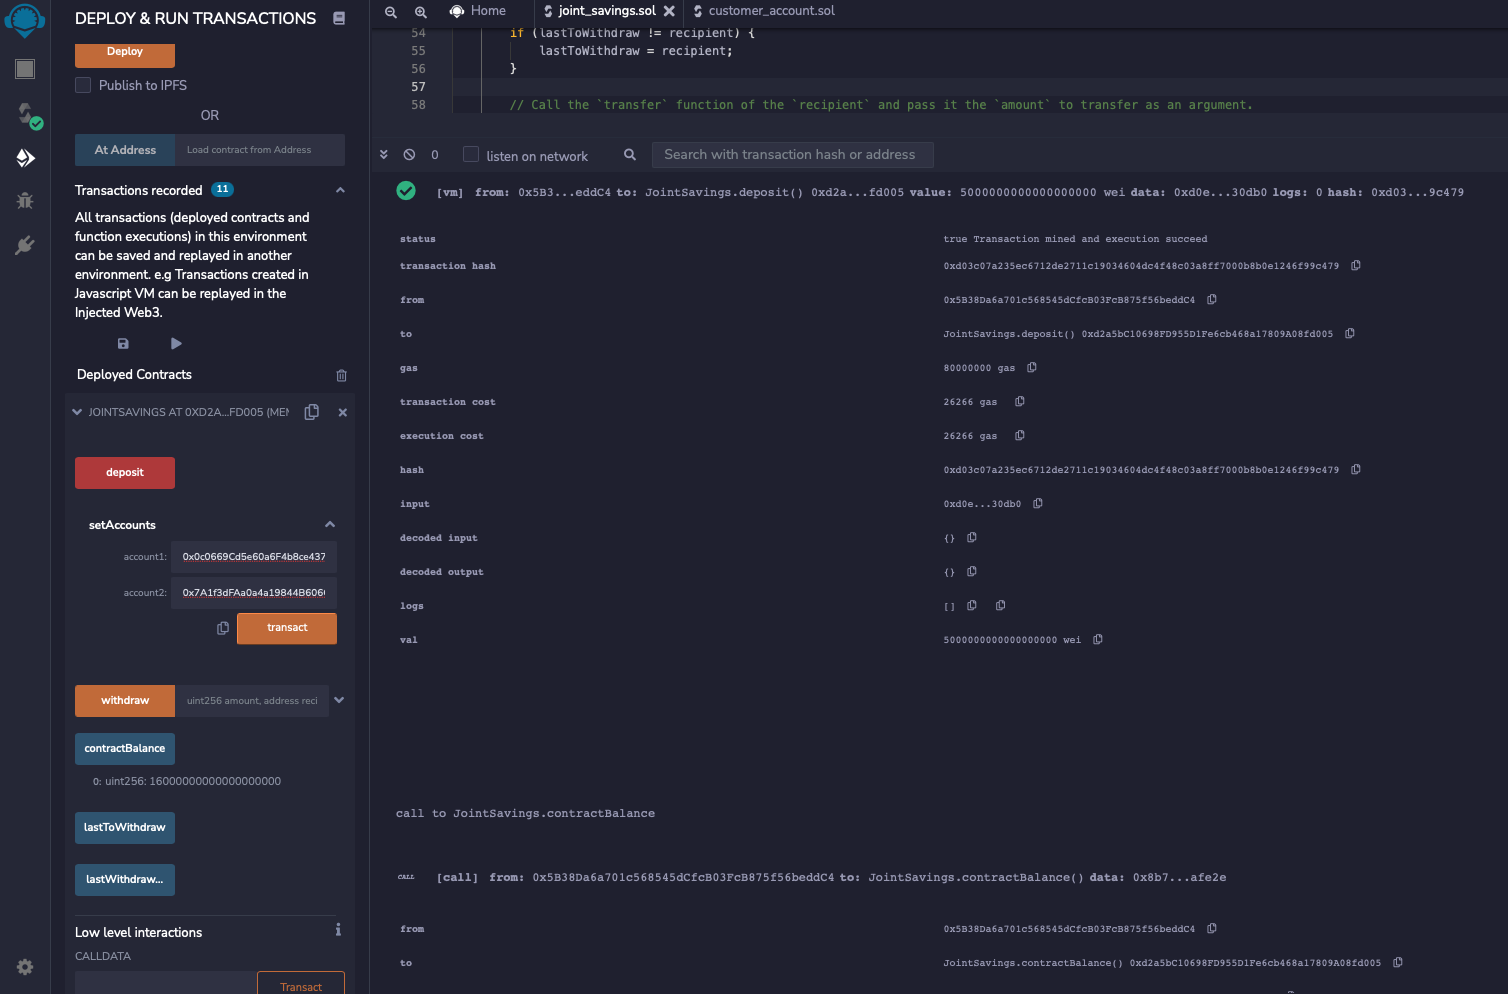 DEPLOY & RUN TRANSACTIONS
Deploy
Publish to IPFS
OR
At Address Load contract from Address
Transactions recorded 11
All transactions (deployed contracts and
function executions) in this environment
can be saved and replayed in another
environment. e.g Transactions created in
Javascript VM can be replayed in the
Injected Web3.
Deployed Contracts
JOINTSAVINGS AT 0XD2A...FD005 (MEM
deposit
setAccounts
account1: 0x0c0669Cd5e60a6F4b8ce437
account2: 0x7A1f3dFAa0a4a19844B606
transact
withdraw uint256 amount, address reci
contractBalance
0: uint256: 16000000000000000000
lastToWithdraw
lastWithdraw...
Low level interactions
CALLDATA
Transact
Home joint_savings.sol customer_account.sol
54 if (lastToWithdraw != recipient) {
55 lastToWithdraw = recipient;
56 }
57
58 // Call the `transfer` function of the `recipient` and pass it the `amount` to transfer as an argument.
0 listen on network Search with transaction hash or address
[vm] from: 0x5B3...eddC4 to: JointSavings.deposit() 0xd2a...fd005 value: 5000000000000000000 wei data: 0xd0e...30db0 logs: 0 hash: 0xd03...9c479
status true Transaction mined and execution succeed
transaction hash 0xd03c07a235ec6712de2711c19034604dc4f48c03a8ff7000b8b0e1246f99c479
from 0x5B38Da6a701c568545dCfcB03FcB875f56beddC4
to JointSavings.deposit() 0xd2a5bC10698FD955D1Fe6cb468a17809A08fd005
gas 80000000 gas
transaction cost 26266 gas
execution cost 26266 gas
hash 0xd03c07a235ec6712de2711c19034604dc4f48c03a8ff7000b8b0e1246f99c479
input 0xd0e...30db0
decoded input {}
decoded output {}
logs []
val 5000000000000000000 wei
call to JointSavings.contractBalance
CALL [call] from: 0x5B38Da6a701c568545dCfcB03FcB875f56beddC4 to: JointSavings.contractBalance() data: 0x8b7...afe2e
from 0x5B38Da6a701c568545dCfcB03FcB875f56beddC4
to JointSavings.contractBalance() 0xd2a5bC10698FD955D1Fe6cb468a17809A08fd005